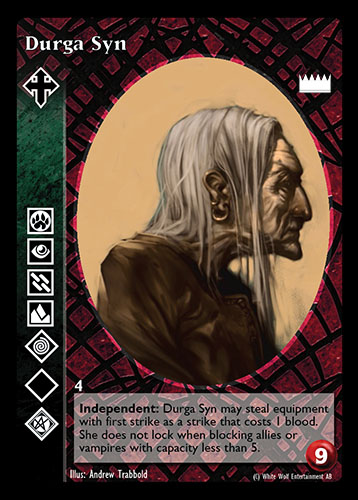 Durga Syn
4
Independent: Durga Syn may steal equipment
with first strike as a strike that costs 1 blood.
She does not lock when blocking allies or
vampires with capacity less than 5.
9
Illus: Andrew Trabbold
(C) White Wolf Entertainment AB